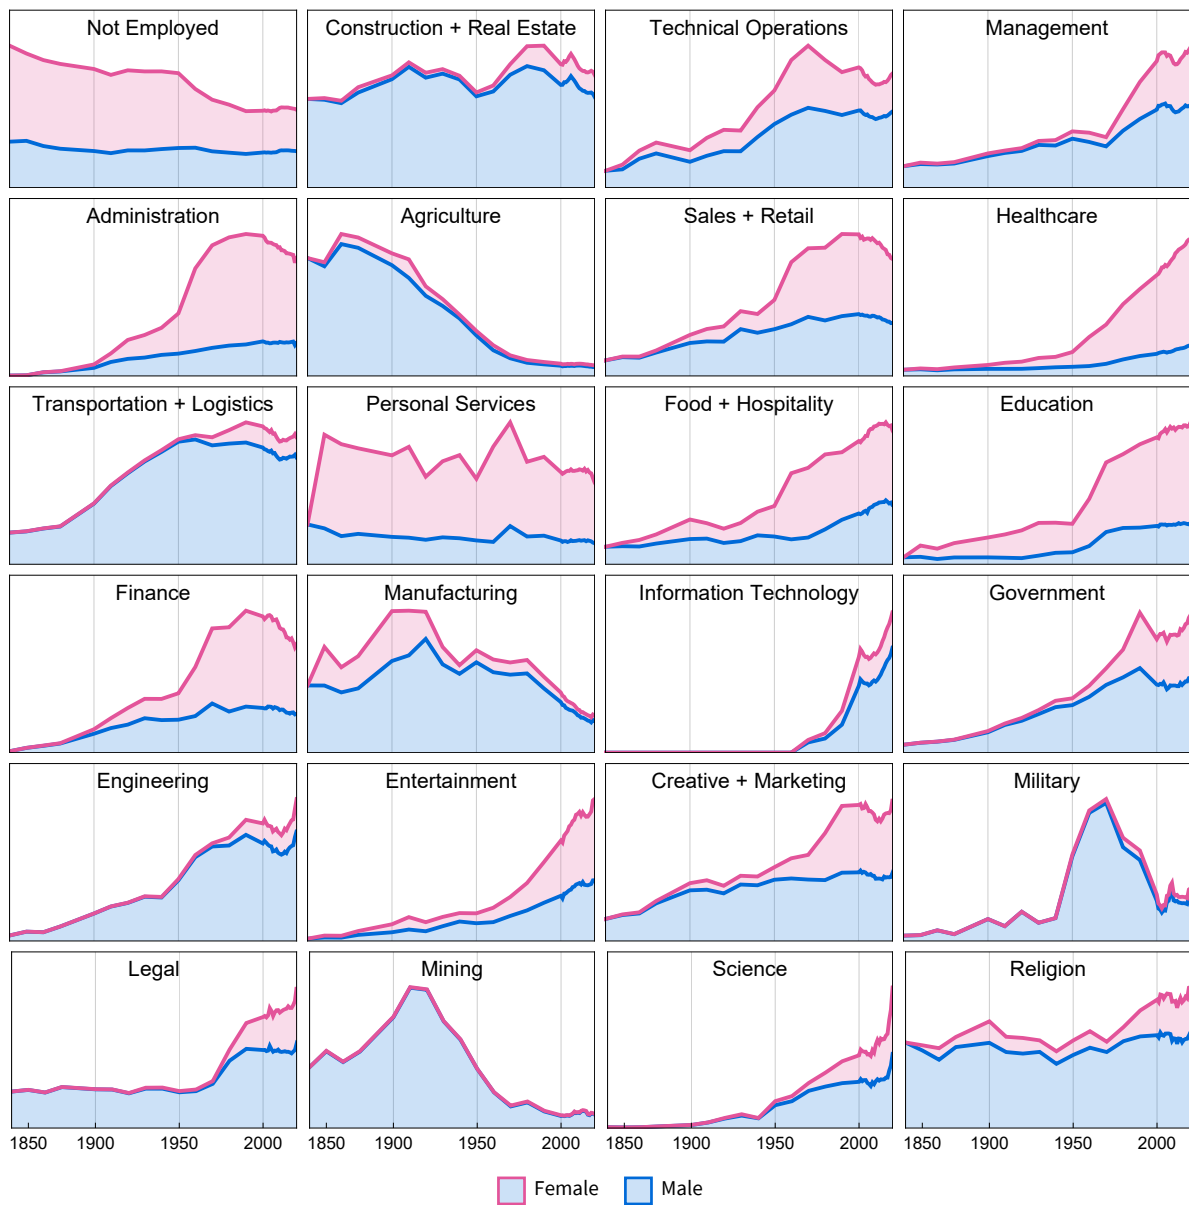 Not Employed
Construction + Real Estate
Technical Operations
Management
Administration
Agriculture
Sales + Retail
Healthcare
Transportation + Logistics
Personal Services
Food + Hospitality
Education
Finance
Manufacturing
Information Technology
Government
Engineering
Entertainment
Creative + Marketing
Military
Legal
Mining
Science
Religion
1850 1900 1950 2000 1850 1900 1950 2000 1850 1900 1950 2000 1850 1900 1950 2000
Female Male